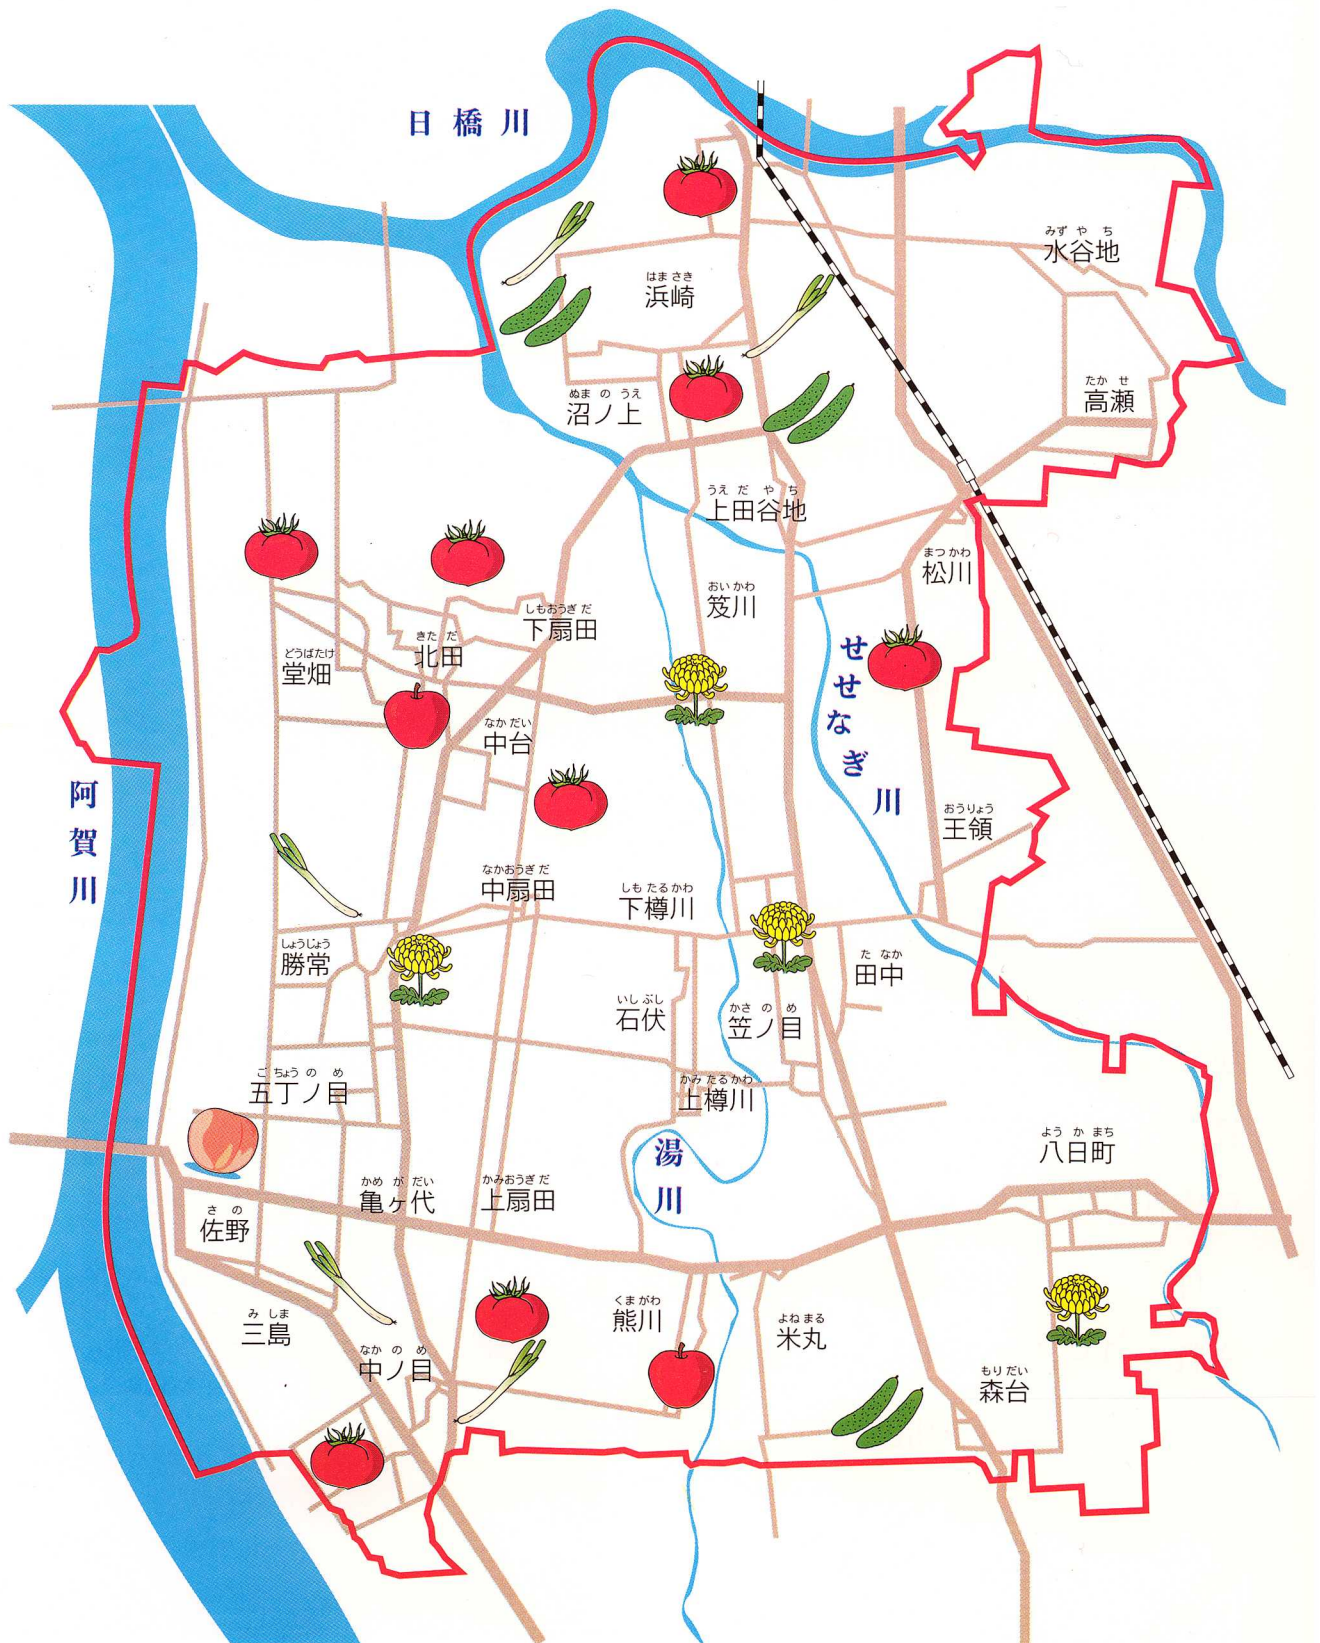 日橋川
みずやち
水谷地
はまさき
浜崎
たかせ
高瀬
ぬまのうえ
沼ノ上
うえだやち
上田谷地
まつかわ
松川
おいかわ
笈川
しもおうぎだ
下扇田
きただ
北田
どうばたけ
堂畑
せせなぎ川
なかだい
中台
阿賀川
おうりょう
王領
なかおうぎだ
中扇田
しもたるかわ
下樽川
しょうじょう
勝常
たなか
田中
いしぶし
石伏
かさのめ
笠ノ目
ごちょうのめ
五丁ノ目
かみたるかわ
上樽川
ようかまち
八日町
湯川
かめがだい
亀ヶ代
かみおうぎだ
上扇田
さの
佐野
みしま
三島
くまがわ
熊川
よねまる
米丸
なかのめ
中ノ目
もりだい
森台